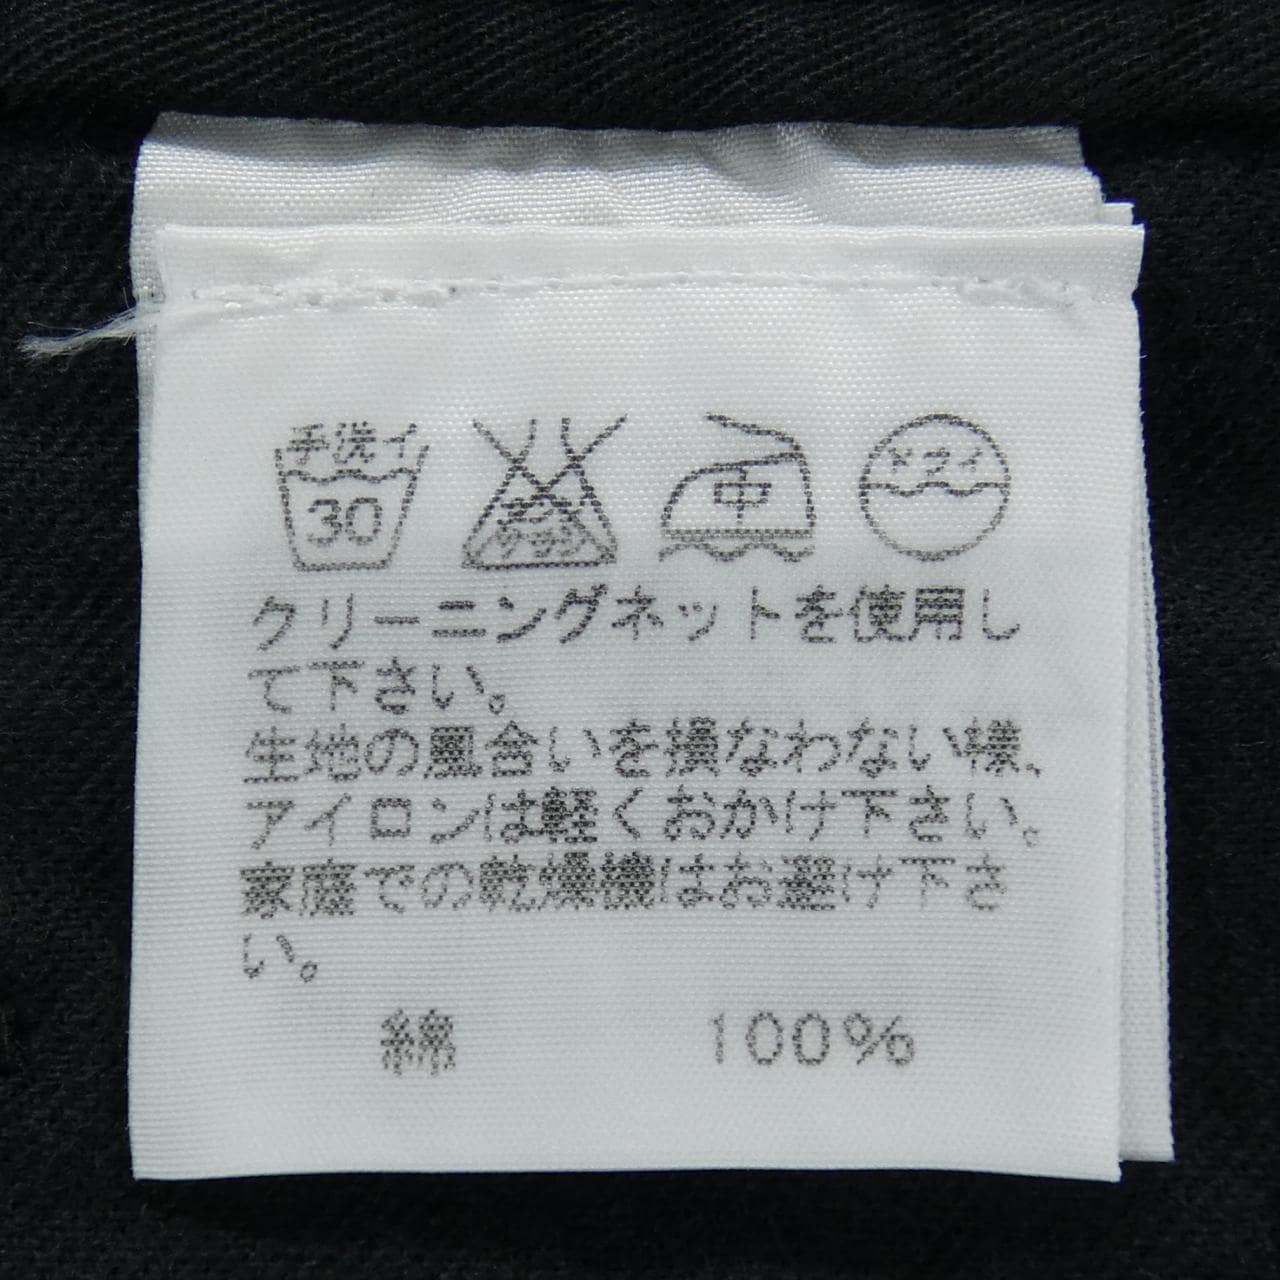 手洗イ
30
エンソ
サラシ
中
ドライ
クリーニングネットを使用し
て下さい。
生地の風合いを損なわない様、
アイロンは軽くおかけ下さい。
家庭での乾燥機はお避け下さ
い。
綿 100%